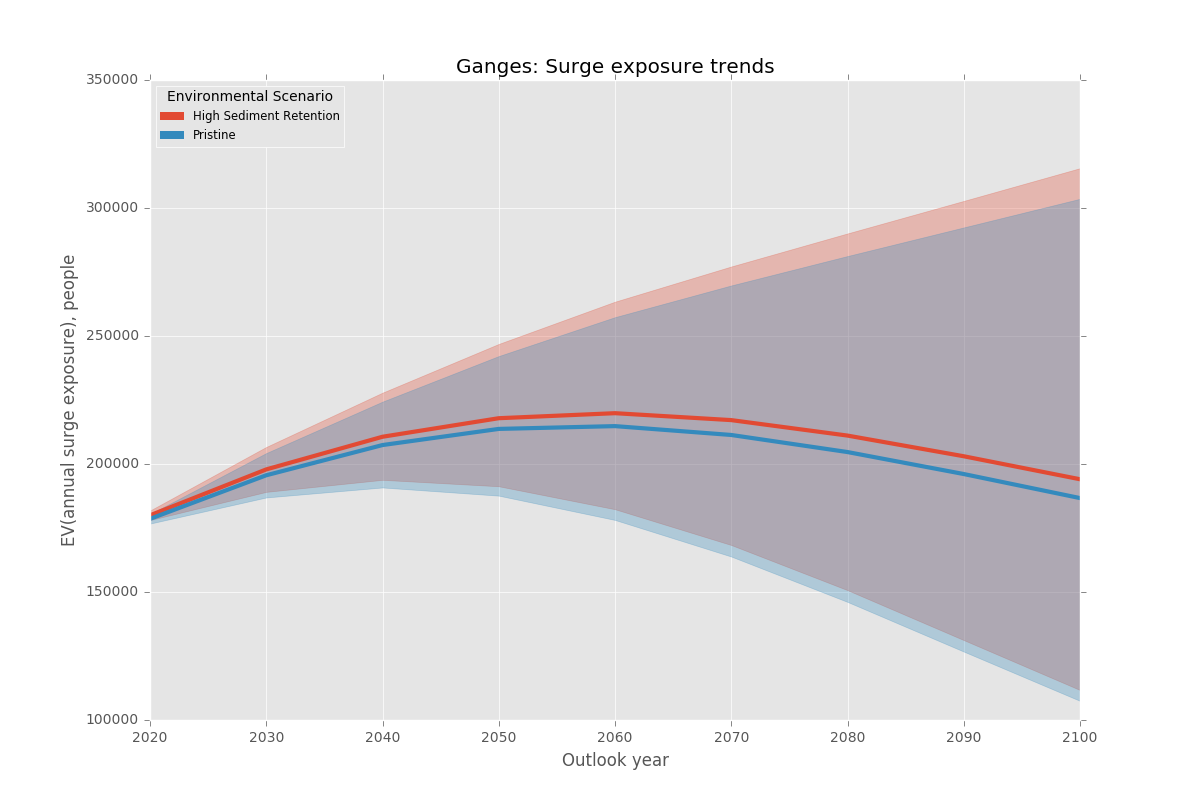 Ganges: Surge exposure trends
350000
300000
250000
200000
150000
100000
EV(annual surge exposure), people
Environmental Scenario
High Sediment Retention
Pristine
2020 2030 2040 2050 2060 2070 2080 2090 2100
Outlook year